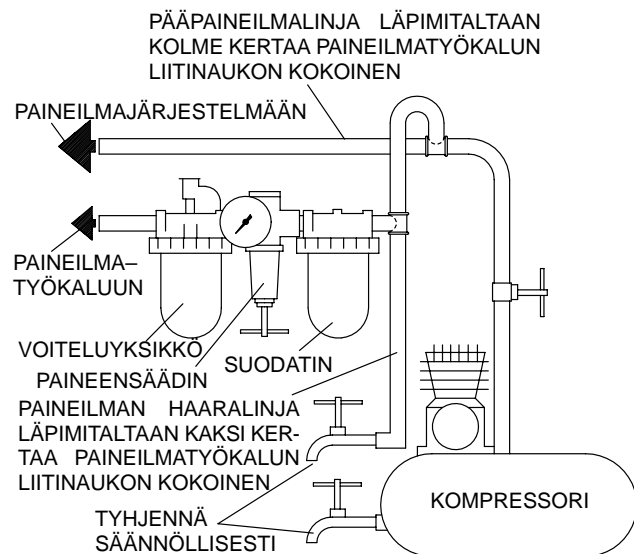 PÄÄPAINEILMALINJA LÄPIMITALTAAN
KOLME KERTAA PAINEILMATYÖKALUN
LIITINAUKON KOKOINEN
PAINEILMAJÄRJESTELMÄÄN
PAINEILMA–
TYÖKALUUN
VOITELUYKSIKKÖ
SUODATIN
PAINEENSÄÄDIN
PAINEILMAN HAARALINJA
LÄPIMITALTAAN KAKSI KER-
TAA PAINEILMATYÖKALUN
LIITINAUKON KOKOINEN
KOMPRESSORI
TYHJENNÄ
SÄÄNNÖLLISESTI